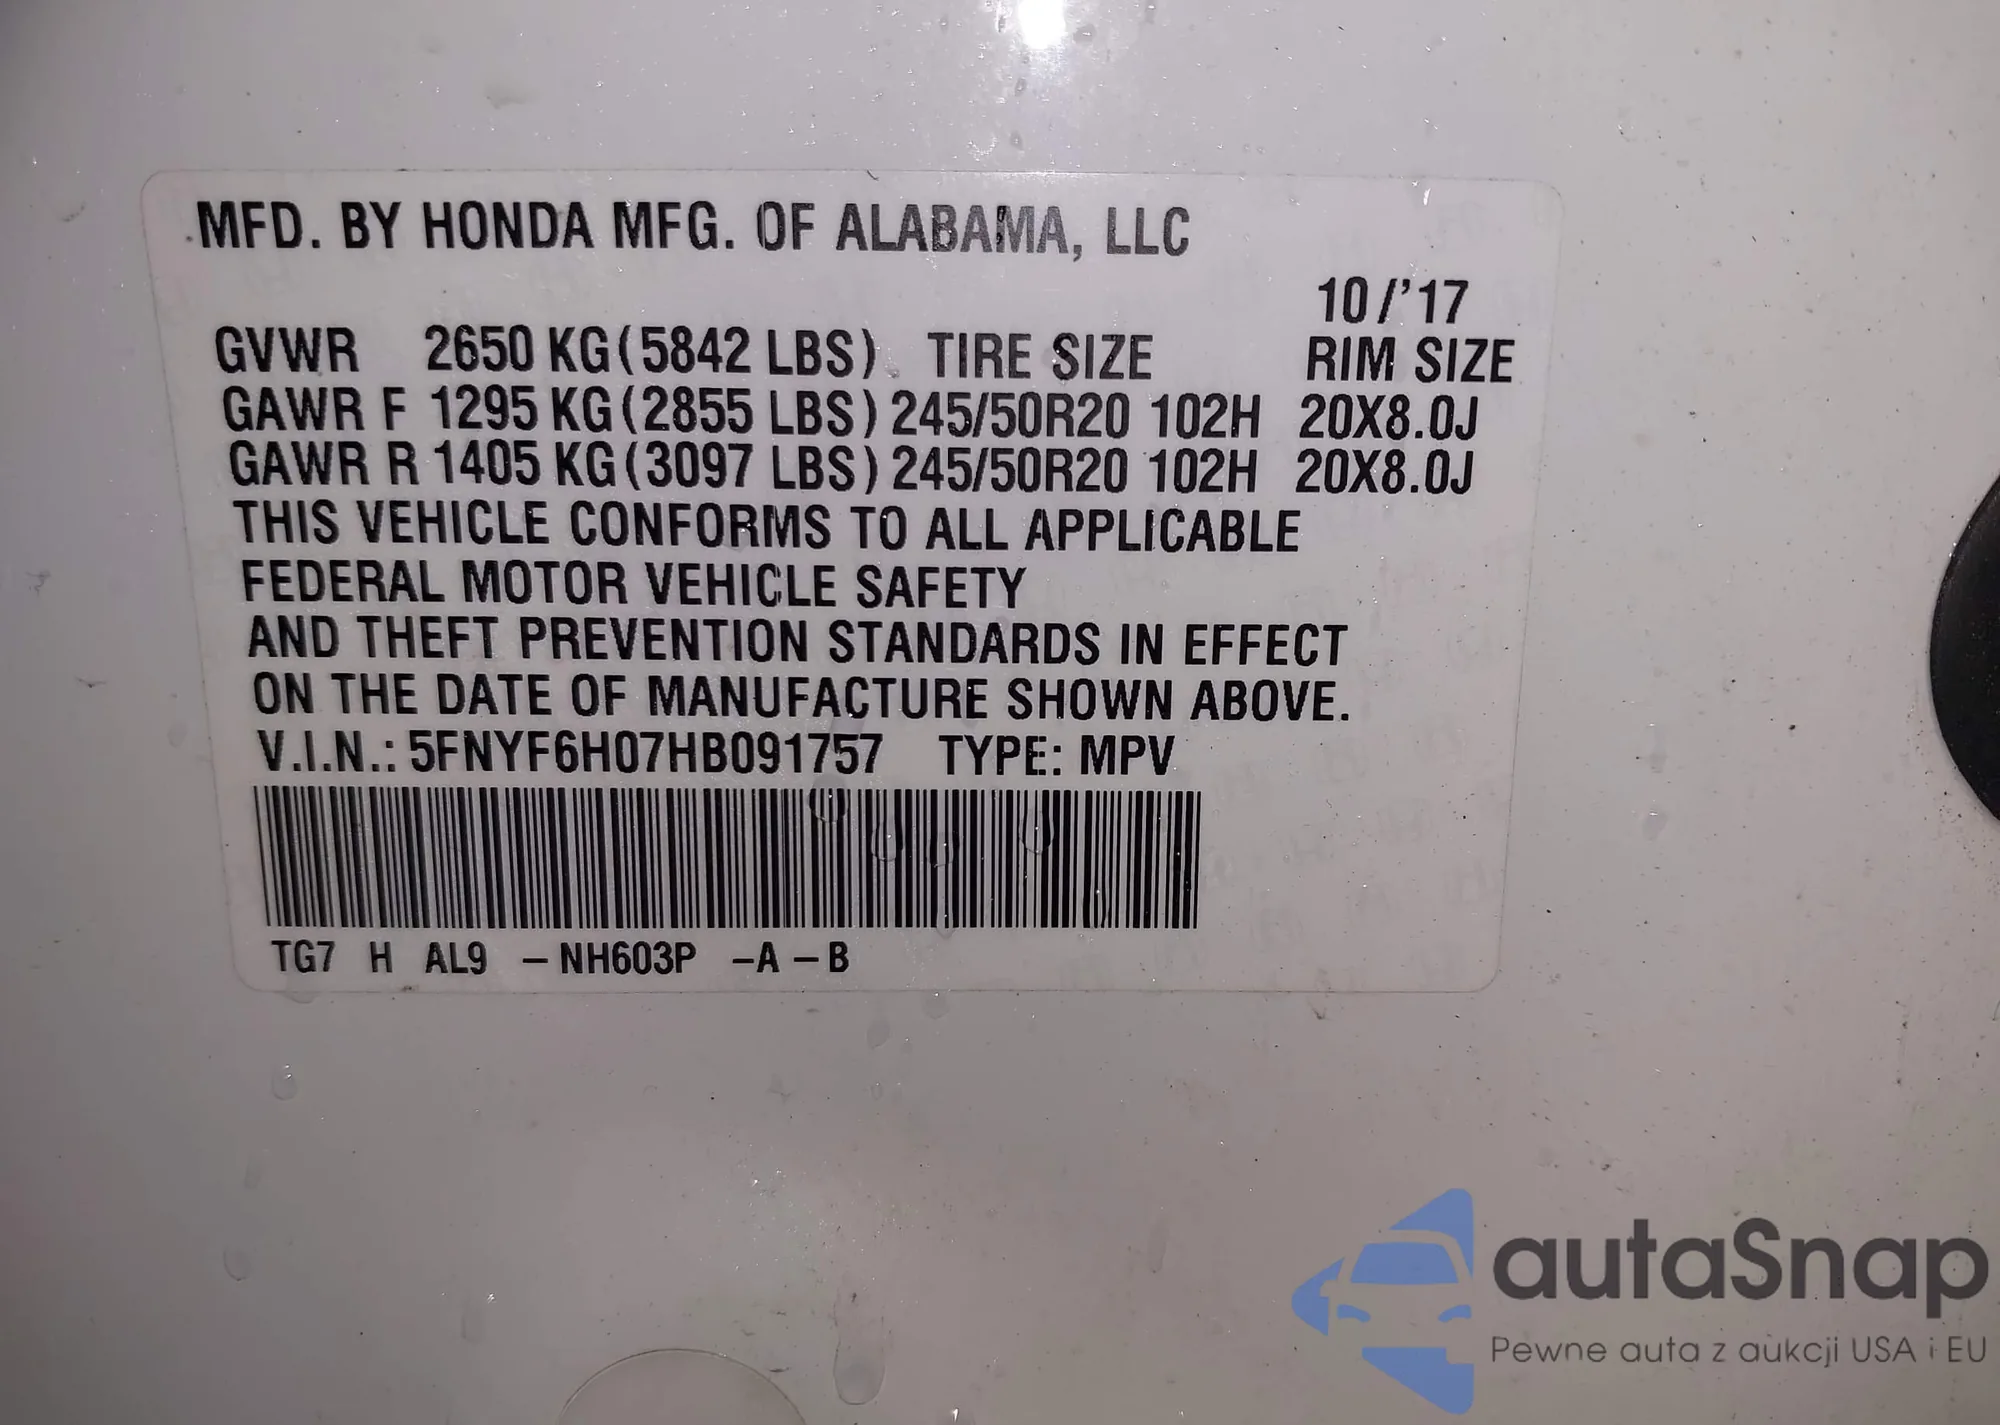 MFD. BY HONDA MFG. OF ALABAMA, LLC
10/'17
GVWR 2650 KG(5842 LBS) TIRE SIZE RIM SIZE
GAWR F 1295 KG(2855 LBS) 245/50R20 102H 20X8.0J
GAWR R 1405 KG(3097 LBS) 245/50R20 102H 20X8.0J
THIS VEHICLE CONFORMS TO ALL APPLICABLE
FEDERAL MOTOR VEHICLE SAFETY
AND THEFT PREVENTION STANDARDS IN EFFECT
ON THE DATE OF MANUFACTURE SHOWN ABOVE.
V.I.N.: 5FNYF6H07HB091757 TYPE: MPV
TG7 H AL9 -NH603P -A-B
autaSnap
Pewne auta z aukcji USA i EU